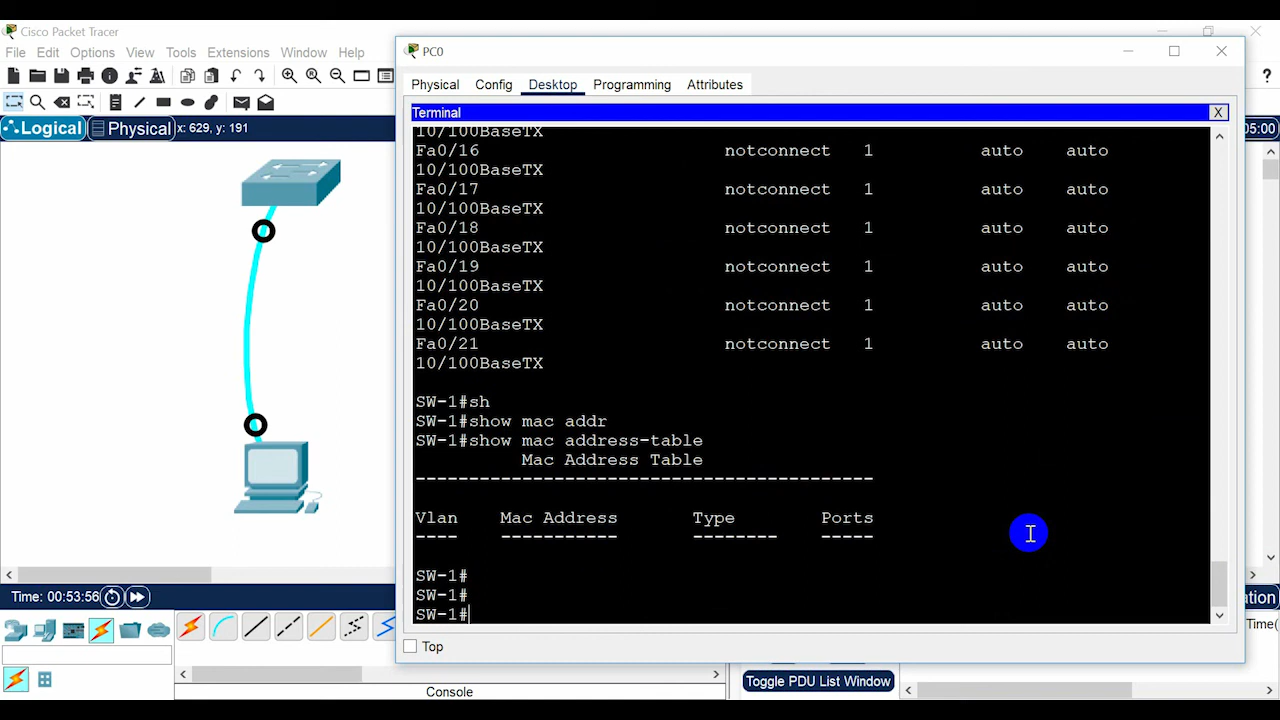 Cisco Packet Tracer
File Edit Options View Tools Extensions Window Help
Logical Physical x: 629, y: 191
05:00
PC0
Physical Config Desktop Programming Attributes
Terminal X
10/100BaseTX
Fa0/16 notconnect 1 auto auto
10/100BaseTX
Fa0/17 notconnect 1 auto auto
10/100BaseTX
Fa0/18 notconnect 1 auto auto
10/100BaseTX
Fa0/19 notconnect 1 auto auto
10/100BaseTX
Fa0/20 notconnect 1 auto auto
10/100BaseTX
Fa0/21 notconnect 1 auto auto
10/100BaseTX
SW-1#sh
SW-1#show mac addr
SW-1#show mac address-table
Mac Address Table
-------------------------------------------
Vlan Mac Address Type Ports
---- ----------- -------- -----
SW-1#
SW-1#
SW-1#
Top
Time: 00:53:56
ation
Time(
Console
Toggle PDU List Window